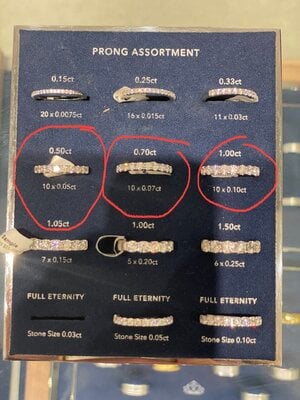 PRONG ASSORTMENT
0.15ct 0.25ct 0.33ct
20 x 0.0075ct 16 x 0.015ct 11 x 0.03ct
0.50ct 0.70ct 1.00ct
10 x 0.05ct 10 x 0.07ct 10 x 0.10ct
1.05ct 1.00ct 1.50ct
7 x 0.15ct 5 x 0.20ct 6 x 0.25ct
FULL ETERNITY FULL ETERNITY FULL ETERNITY
Stone Size 0.03ct Stone Size 0.05ct Stone Size 0.10ct